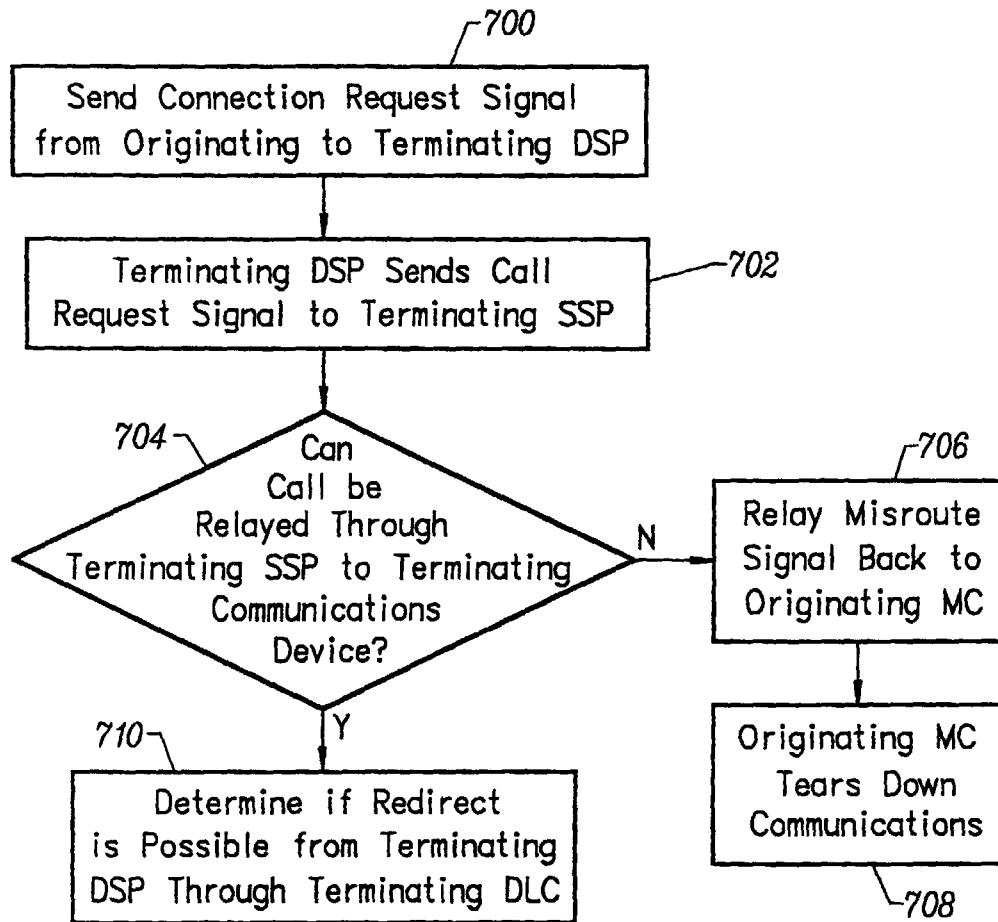 700
Send Connection Request Signal
from Originating to Terminating DSP
702
Terminating DSP Sends Call
Request Signal to Terminating SSP
704
Can
Call be
Relayed Through
Terminating SSP to Terminating
Communications
Device?
N
706
Relay Misroute
Signal Back to
Originating MC
Originating MC
Tears Down
Communications
708
Y
710
Determine if Redirect
is Possible from Terminating
DSP Through Terminating DLC